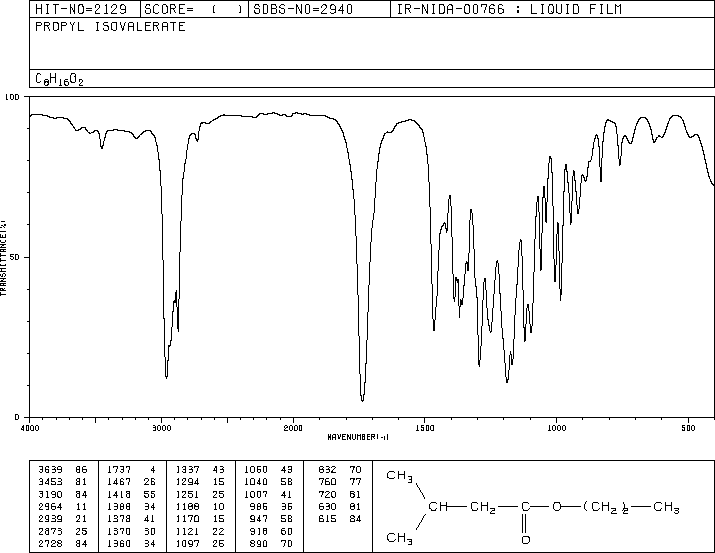 HIT-NO=2129 SCORE= ( ) SDBS-NO=2940 IR-NIDA-00766 : LIQUID FILM
PROPYL ISOVALERATE
C8H16O2
100
50
0
TRANSMITTANCE(%)
4000 3000 2000 1500 1000 500
WAVENUMBER(-1)
3639 86 1737 4 1337 43 1060 43 832 70
3453 81 1467 26 1294 15 1040 58 760 77
3190 84 1418 55 1251 25 1007 41 720 81
2964 11 1388 34 1188 10 986 36 630 81
2939 21 1378 41 1170 15 947 58 615 84
2873 25 1370 30 1121 22 918 60
2728 84 1360 34 1097 25 890 70
CH3
CH—CH2—C—O—(CH2)2—CH3
CH3
O